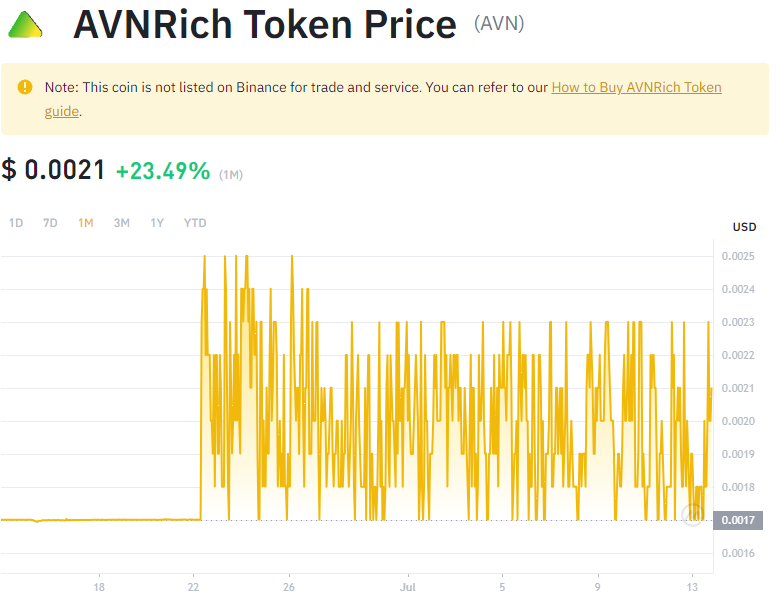 AVNRich Token Price (AVN)
Note: This coin is not listed on Binance for trade and service. You can refer to our How to Buy AVNRich Token
guide.
$ 0.0021 +23.49% (1M)
1D 7D 1M 3M 1Y YTD
USD
0.0025
0.0024
0.0023
0.0022
0.0021
0.0020
0.0019
0.0018
0.0017
0.0016
18 22 26 Jul 5 9 13